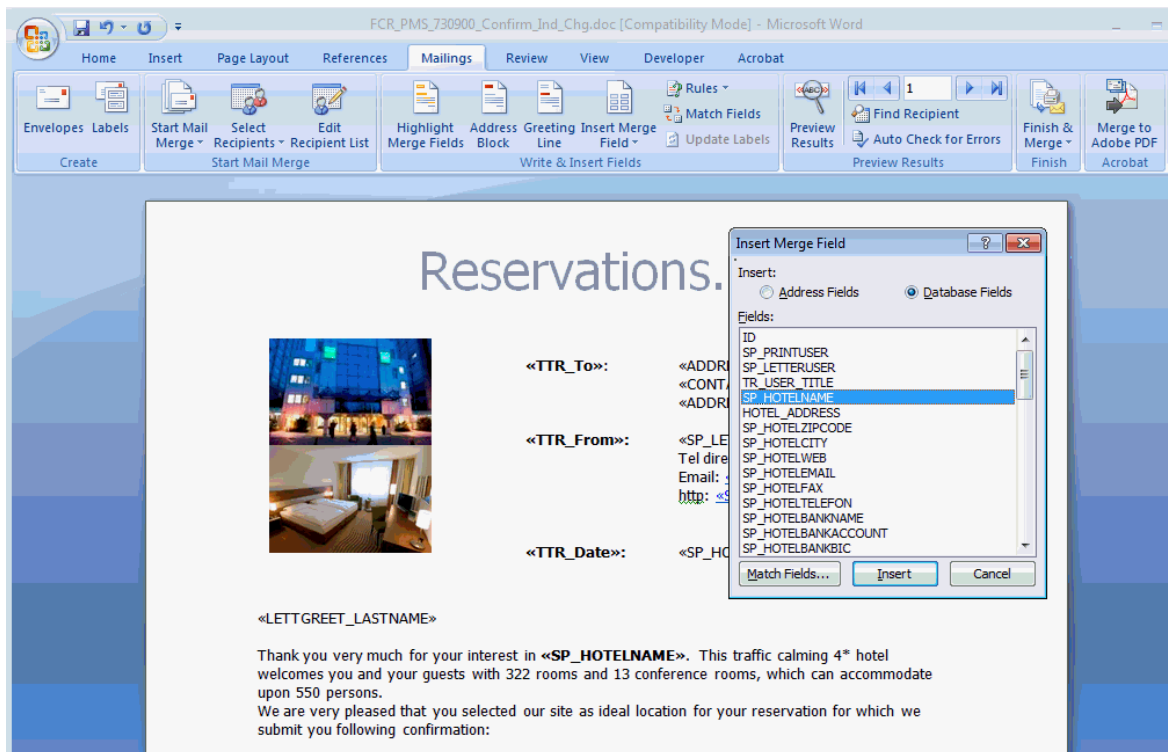 FCR_PMS_730900_Confirm_Ind_Chg.doc [Compatibility Mode] - Microsoft Word
Home Insert Page Layout References Mailings Review View Developer Acrobat
Envelopes Labels
Create
Start Mail Merge Select Recipients Edit Recipient List
Start Mail Merge
Highlight Merge Fields Address Block Greeting Line Insert Merge Field
Rules
Match Fields
Update Labels
Write & Insert Fields
Preview Results
1
Find Recipient
Auto Check for Errors
Preview Results
Finish & Merge
Finish
Merge to Adobe PDF
Acrobat
Reservations.
«TTR_To»: «ADDR
«CONT
«ADDR
«TTR_From»: «SP_LE
Tel dire
Email:
http: «S
«TTR_Date»: «SP_HO
Insert Merge Field
Insert:
Address Fields Database Fields
Fields:
ID
SP_PRINTUSER
SP_LETTERUSER
TR_USER_TITLE
SP_HOTELNAME
HOTEL_ADDRESS
SP_HOTELZIPCODE
SP_HOTELCITY
SP_HOTELWEB
SP_HOTELEMAIL
SP_HOTELFAX
SP_HOTELTELEFON
SP_HOTELBANKNAME
SP_HOTELBANKACCOUNT
SP_HOTELBANKBIC
Match Fields... Insert Cancel
«LETTGREET_LASTNAME»
Thank you very much for your interest in «SP_HOTELNAME». This traffic calming 4* hotel
welcomes you and your guests with 322 rooms and 13 conference rooms, which can accommodate
upon 550 persons.
We are very pleased that you selected our site as ideal location for your reservation for which we
submit you following confirmation: